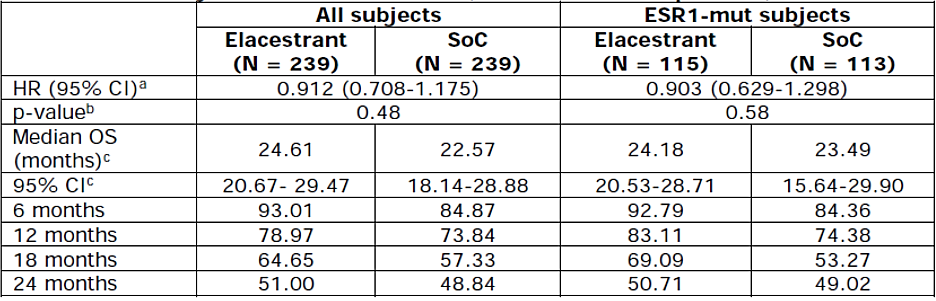 All subjects ESR1-mut subjects
Elacestrant SoC Elacestrant SoC
(N = 239) (N = 239) (N = 115) (N = 113)
HR (95% CI)a 0.912 (0.708-1.175) 0.903 (0.629-1.298)
p-valueb 0.48 0.58
Median OS
(months)c 24.61 22.57 24.18 23.49
95% CIc 20.67- 29.47 18.14-28.88 20.53-28.71 15.64-29.90
6 months 93.01 84.87 92.79 84.36
12 months 78.97 73.84 83.11 74.38
18 months 64.65 57.33 69.09 53.27
24 months 51.00 48.84 50.71 49.02